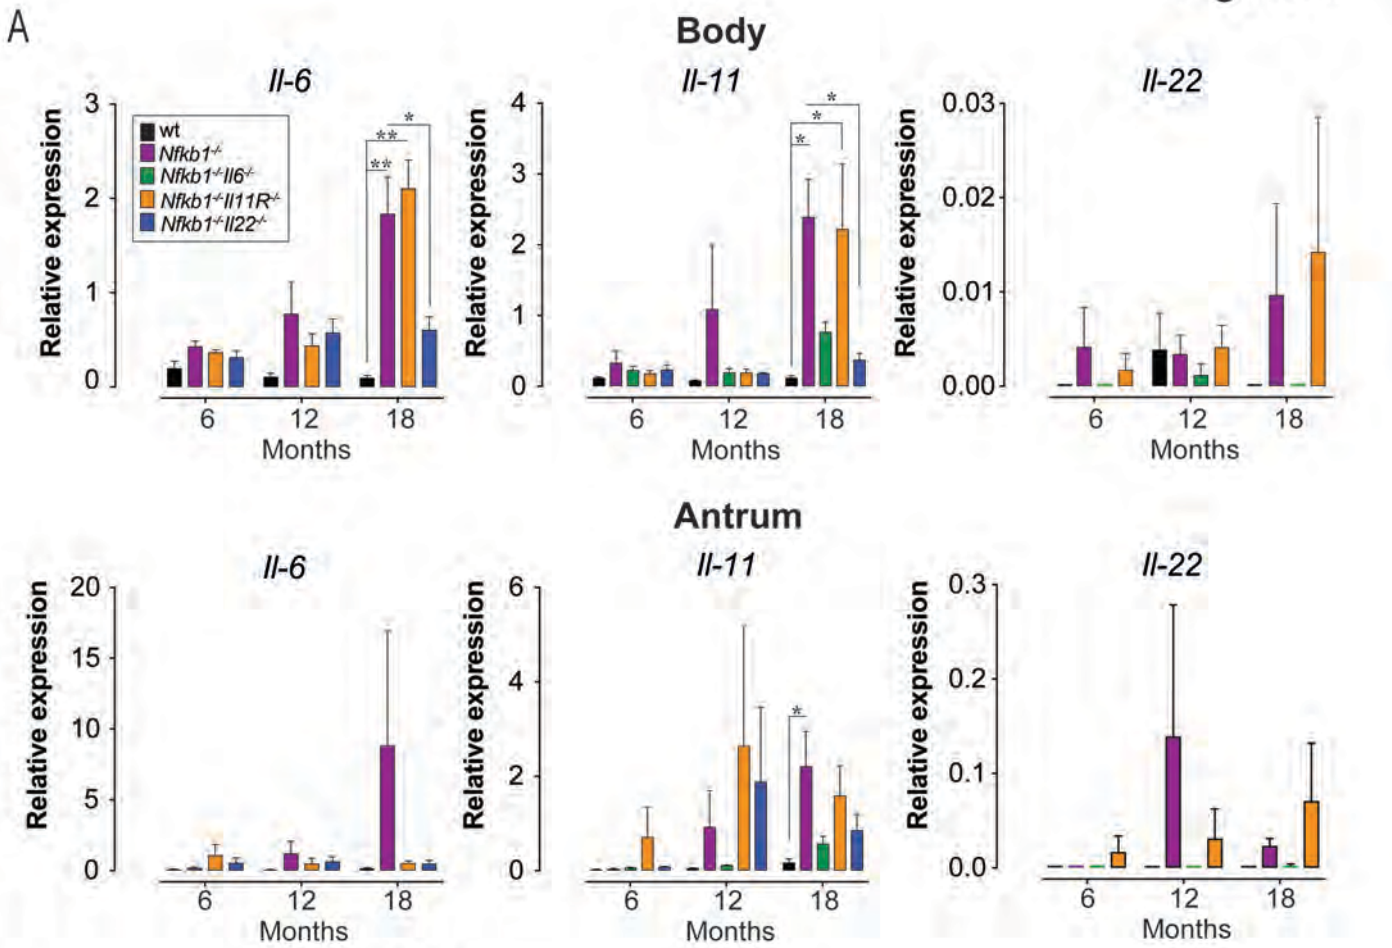 A
Body
Il-6
Il-11
Il-22
Relative expression
3
2
1
0
wt
Nfkb1-/-
Nfkb1-/-Il6-/-
Nfkb1-/-Il11R-/-
Nfkb1-/-Il22-/-
** ** *
6 12 18
Months
Relative expression
4
3
2
1
0
* * *
6 12 18
Months
Relative expression
0.03
0.02
0.01
0.00
6 12 18
Months
Antrum
Il-6
Il-11
Il-22
Relative expression
20
15
10
5
0
6 12 18
Months
Relative expression
6
4
2
0
*
6 12 18
Months
Relative expression
0.3
0.2
0.1
0.0
6 12 18
Months